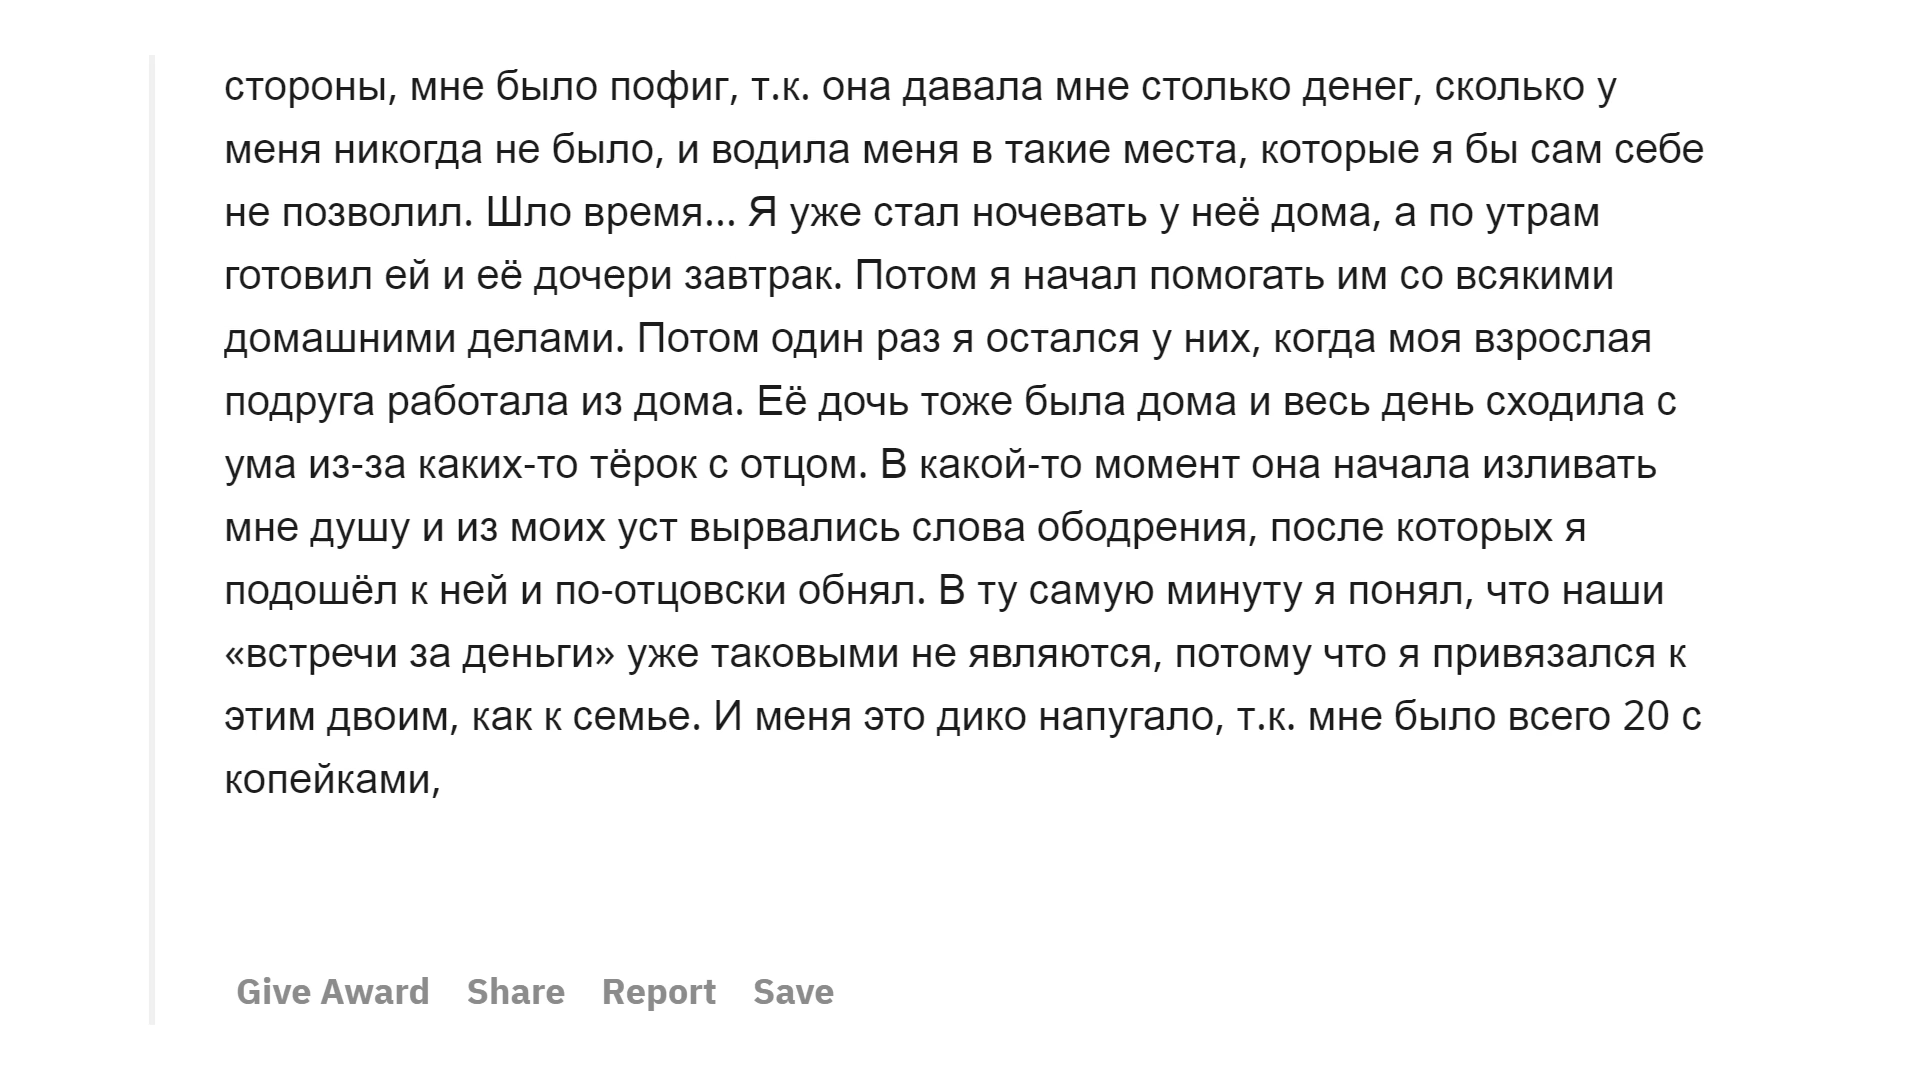 стороны, мне было пофиг, т.к. она давала мне столько денег, сколько у
меня никогда не было, и водила меня в такие места, которые я бы сам себе
не позволил. Шло время... Я уже стал ночевать у неё дома, а по утрам
готовил ей и её дочери завтрак. Потом я начал помогать им со всякими
домашними делами. Потом один раз я остался у них, когда моя взрослая
подруга работала из дома. Её дочь тоже была дома и весь день сходила с
ума из-за каких-то тёрок с отцом. В какой-то момент она начала изливать
мне душу и из моих уст вырвались слова ободрения, после которых я
подошёл к ней и по-отцовски обнял. В ту самую минуту я понял, что наши
«встречи за деньги» уже таковыми не являются, потому что я привязался к
этим двоим, как к семье. И меня это дико напугало, т.к. мне было всего 20 с
копейками,
Give Award Share Report Save